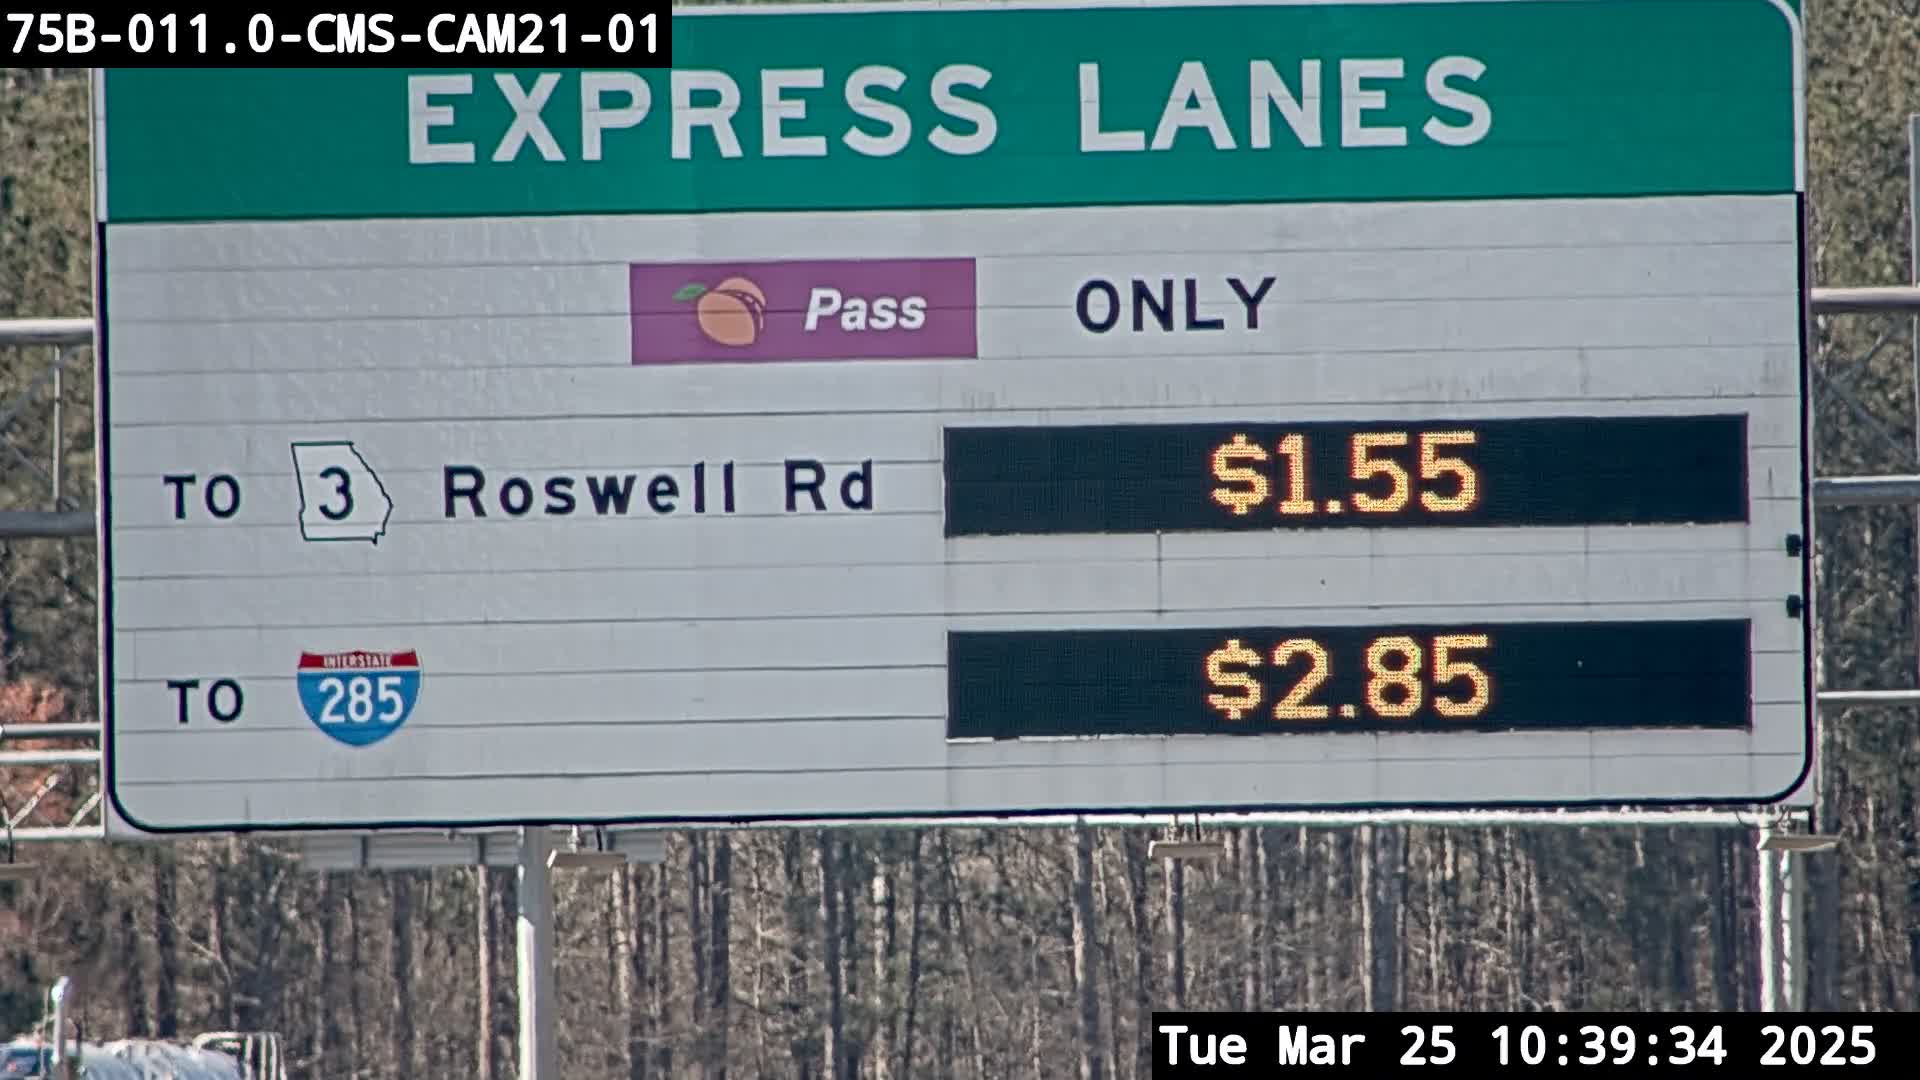 75B-011.0-CMS-CAM21-01
EXPRESS LANES
Pass ONLY
TO 3 Roswell Rd $1.55
TO INTERSTATE 285 $2.85
Tue Mar 25 10:39:34 2025